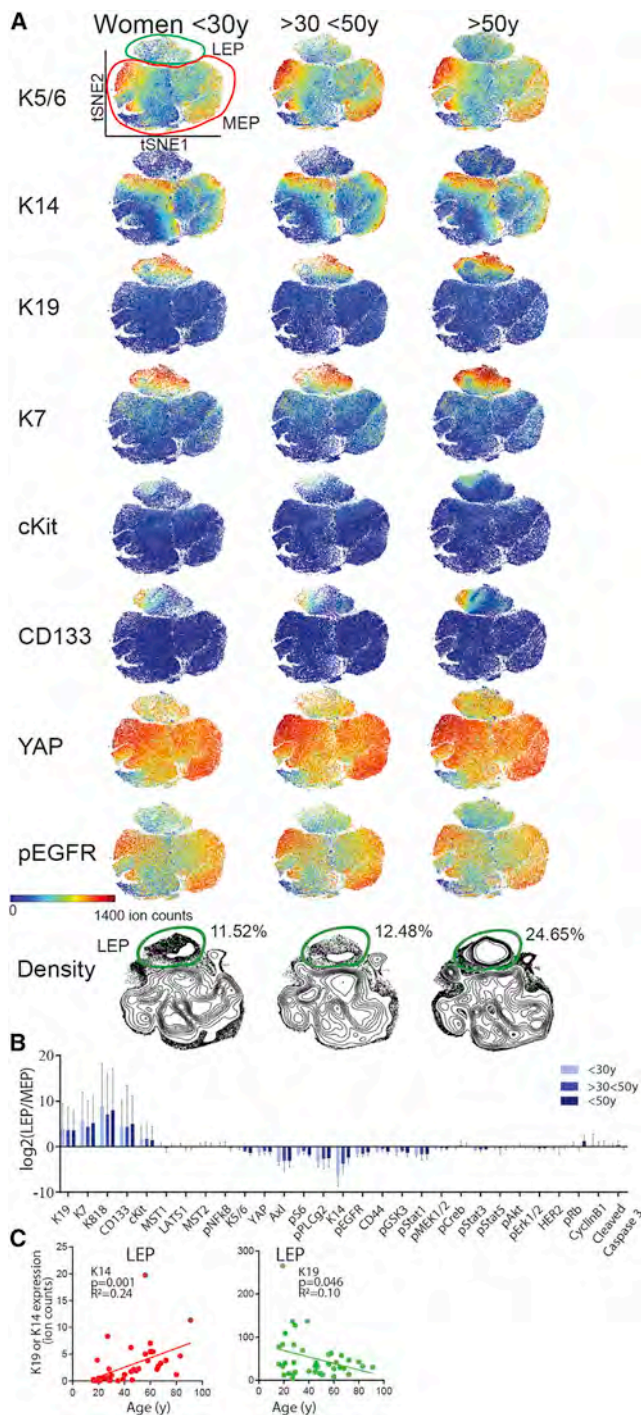 A
Women <30y
>30 <50y
>50y
LEP
K5/6
tSNE2
MEP
tSNE1
K14
K19
K7
cKit
CD133
YAP
pEGFR
0
1400 ion counts
LEP
11.52%
12.48%
24.65%
Density
B
20
10
0
-10
log2(LEP/MEP)
<30y
>30<50y
<50y
K19
K7
K818
CD133
cKit
MST1
LATS1
MST2
pNFkB
K5/6
YAP
Axl
pS6
pPLCg2
K14
pEGFR
CD44
pGSK3
pStat1
pMEK1/2
pCreb
pStat3
pStat5
pAkt
pErk1/2
HER2
pRb
CyclinB1
Cleaved
Caspase 3
C
K19 or K14 expression
(ion counts)
LEP
25
20
15
10
5
0
K14
p=0.001
R²=0.24
0 20 40 60 80 100
Age (y)
LEP
300
250
200
150
100
50
0
K19
p=0.046
R²=0.10
0 20 40 60 80 100
Age (y)